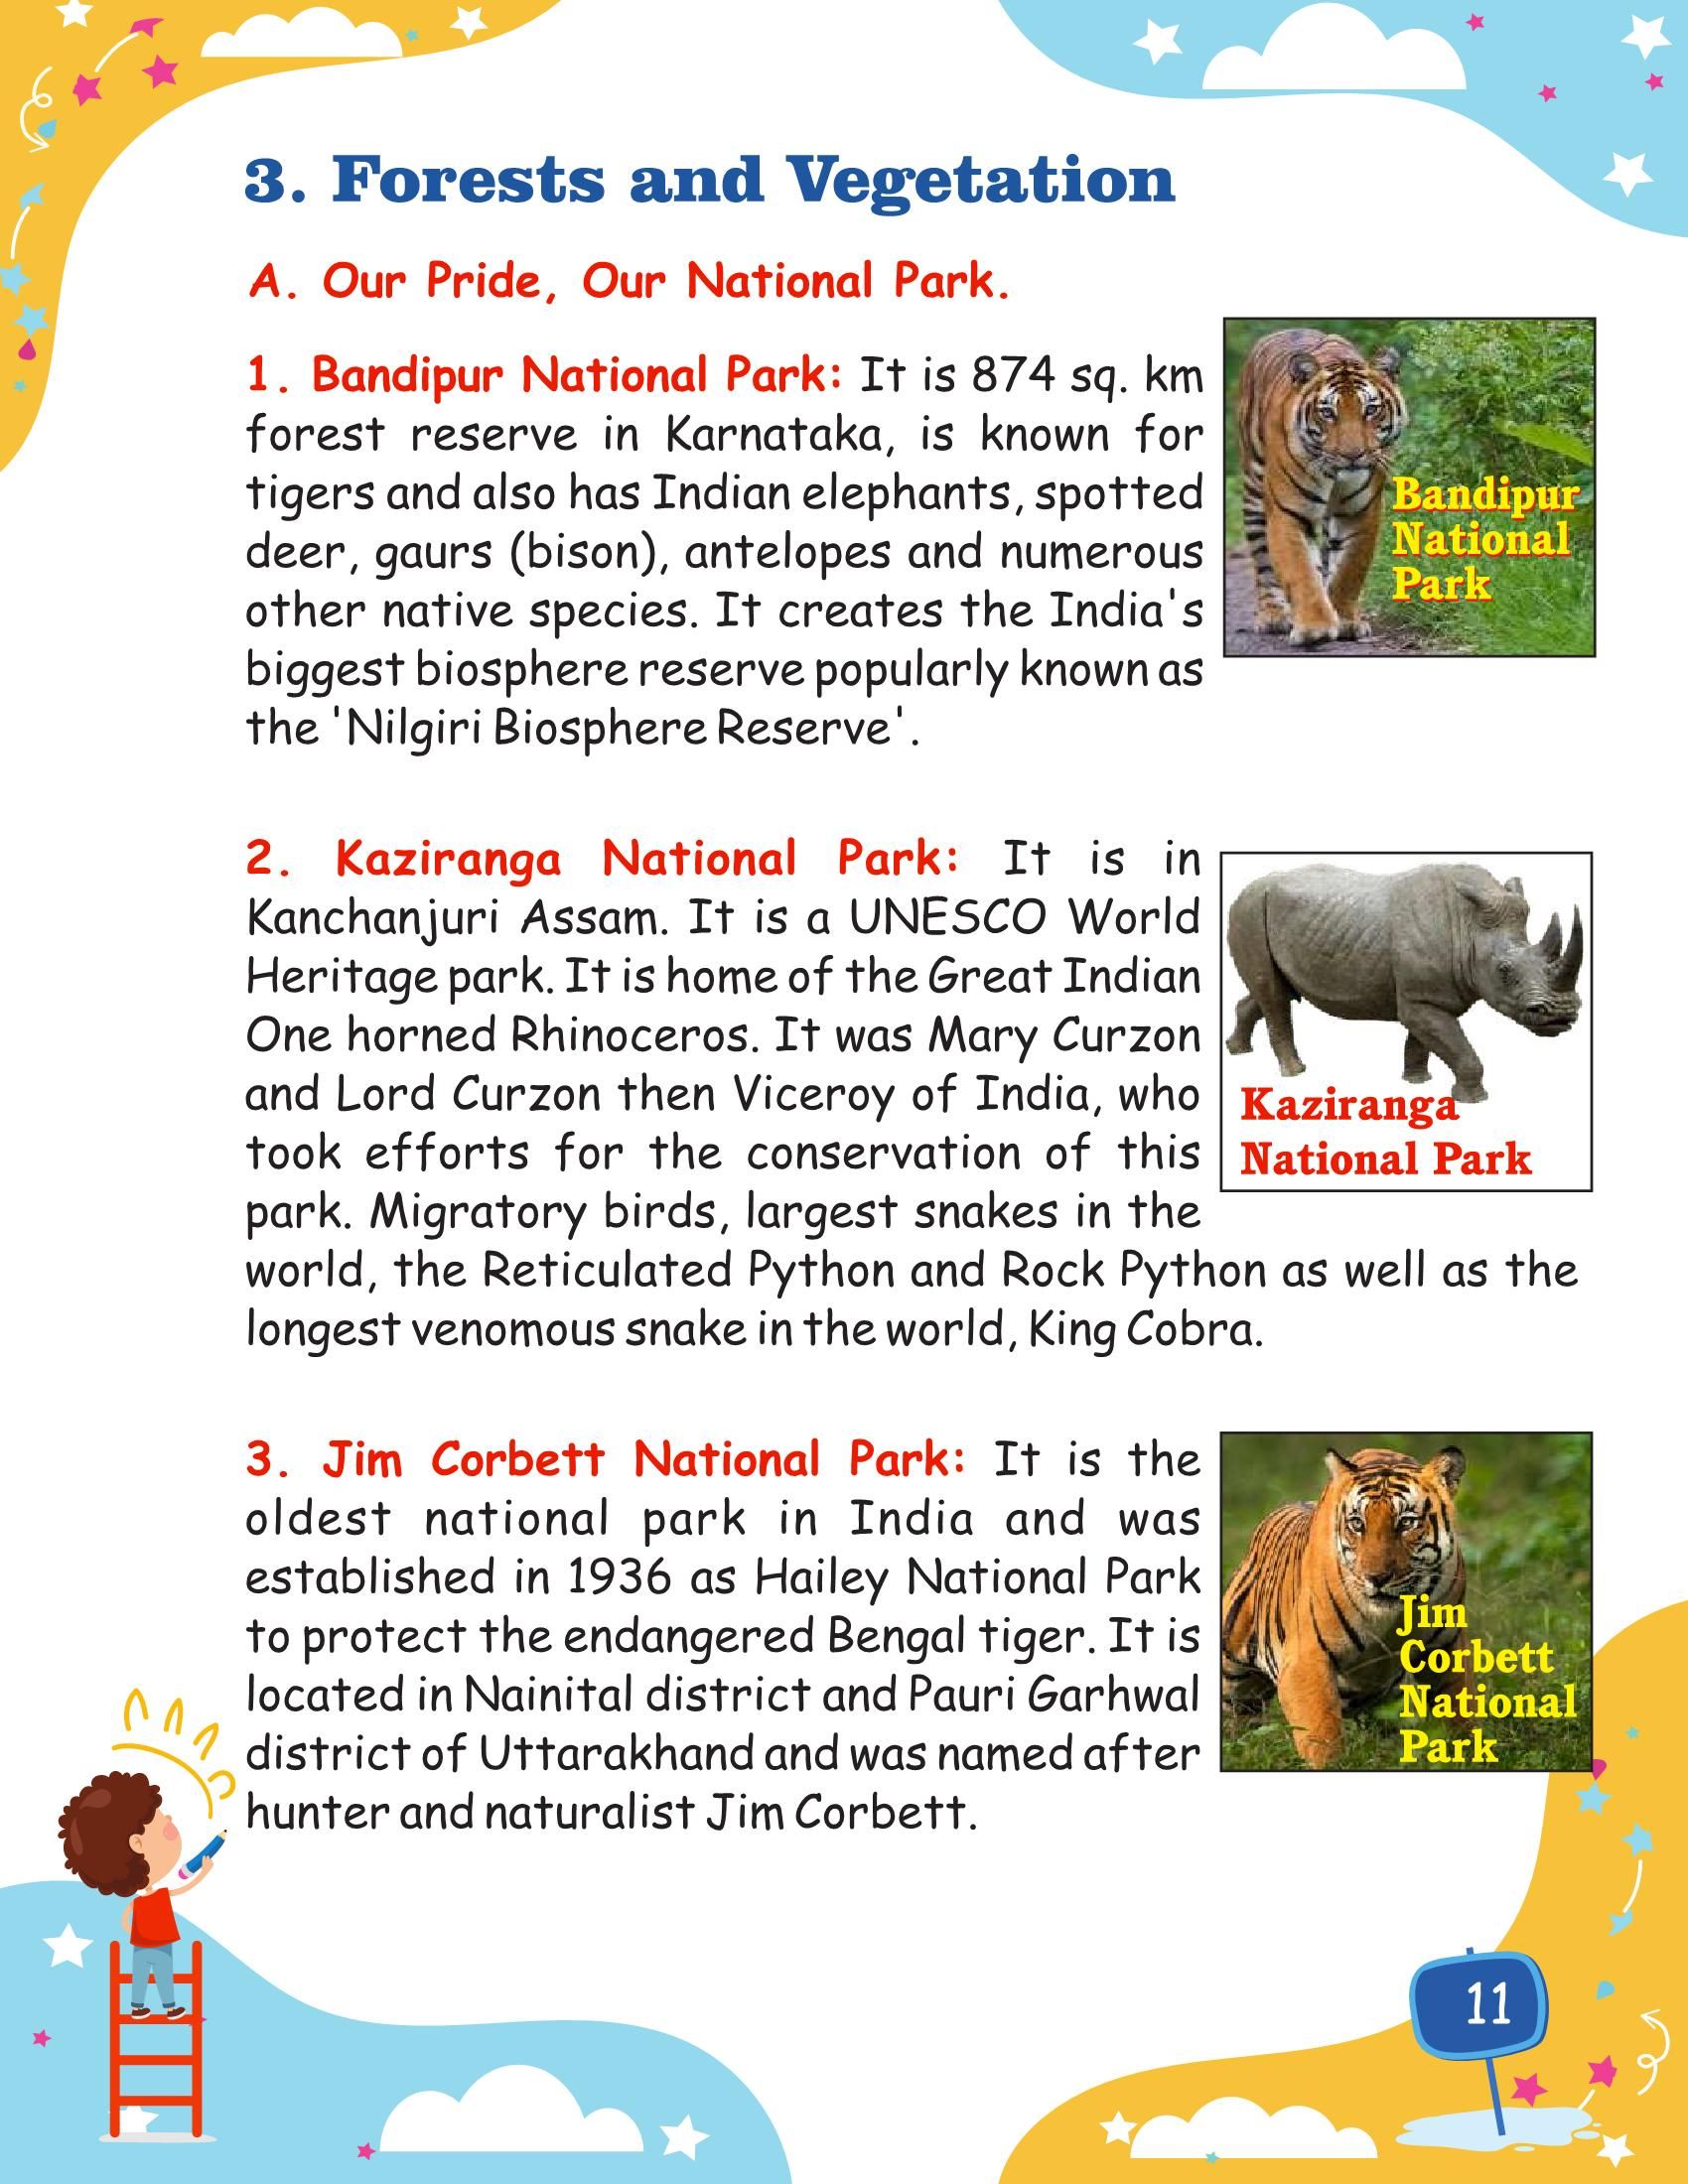 3. Forests and Vegetation
A. Our Pride, Our National Park.
1. Bandipur National Park: It is 874 sq. km
forest reserve in Karnataka, is known for
tigers and also has Indian elephants, spotted
deer, gaurs (bison), antelopes and numerous
other native species. It creates the India's
biggest biosphere reserve popularly known as
the 'Nilgiri Biosphere Reserve'.
Bandipur
National
Park
2. Kaziranga National Park: It is in
Kanchanjuri Assam. It is a UNESCO World
Heritage park. It is home of the Great Indian
One horned Rhinoceros. It was Mary Curzon
and Lord Curzon then Viceroy of India, who
took efforts for the conservation of this
park. Migratory birds, largest snakes in the
world, the Reticulated Python and Rock Python as well as the
longest venomous snake in the world, King Cobra.
Kaziranga
National Park
3. Jim Corbett National Park: It is the
oldest national park in India and was
established in 1936 as Hailey National Park
to protect the endangered Bengal tiger. It is
located in Nainital district and Pauri Garhwal
district of Uttarakhand and was named after
hunter and naturalist Jim Corbett.
Jim
Corbett
National
Park
11